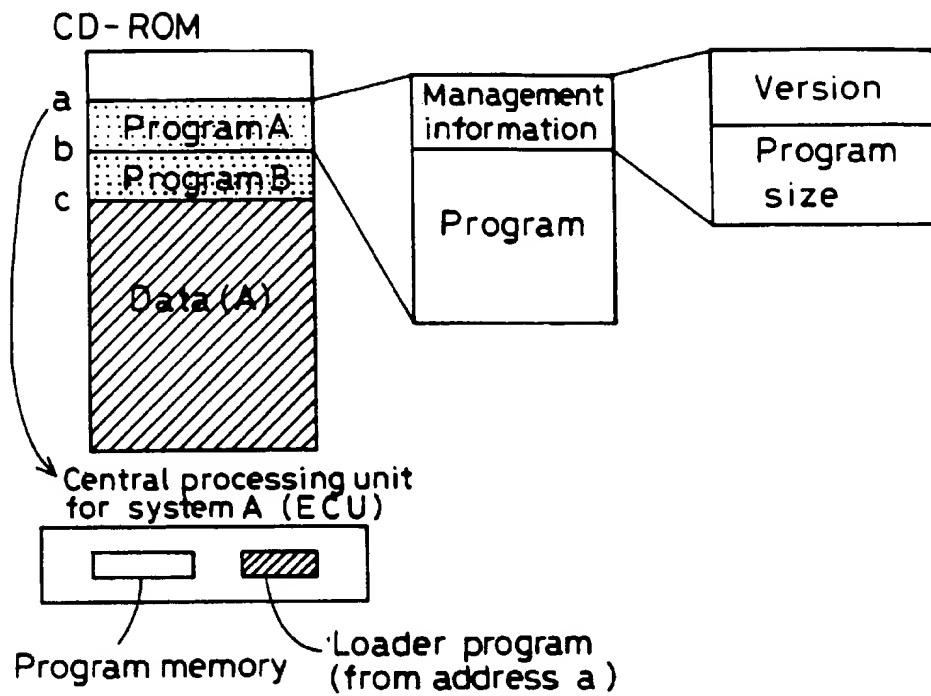 CD-ROM
a
Program A
b
Program B
c
Data (A)
Management
information
Program
Version
Program
size
Central processing unit
for system A (ECU)
Program memory
Loader program
(from address a)